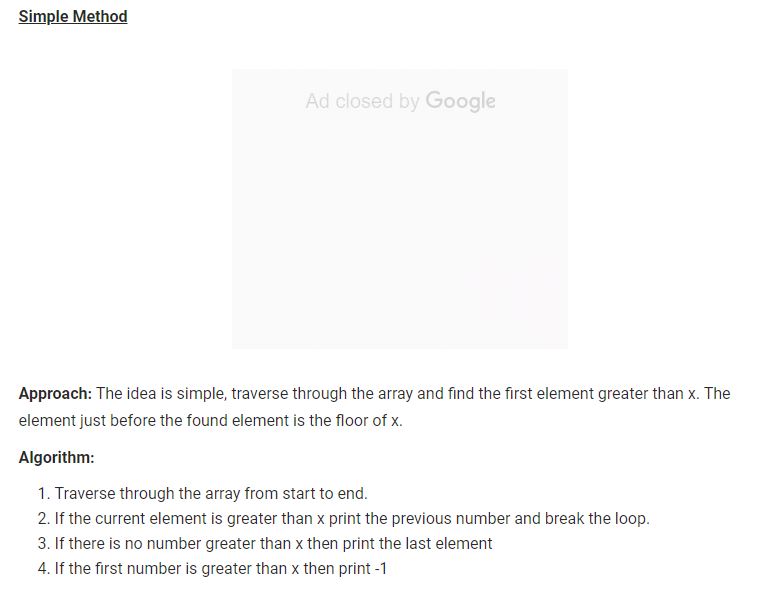 Simple Method
Ad closed by Google
Approach: The idea is simple, traverse through the array and find the first element greater than x. The
element just before the found element is the floor of x.
Algorithm:
1. Traverse through the array from start to end.
2. If the current element is greater than x print the previous number and break the loop.
3. If there is no number greater than x then print the last element
4. If the first number is greater than x then print -1